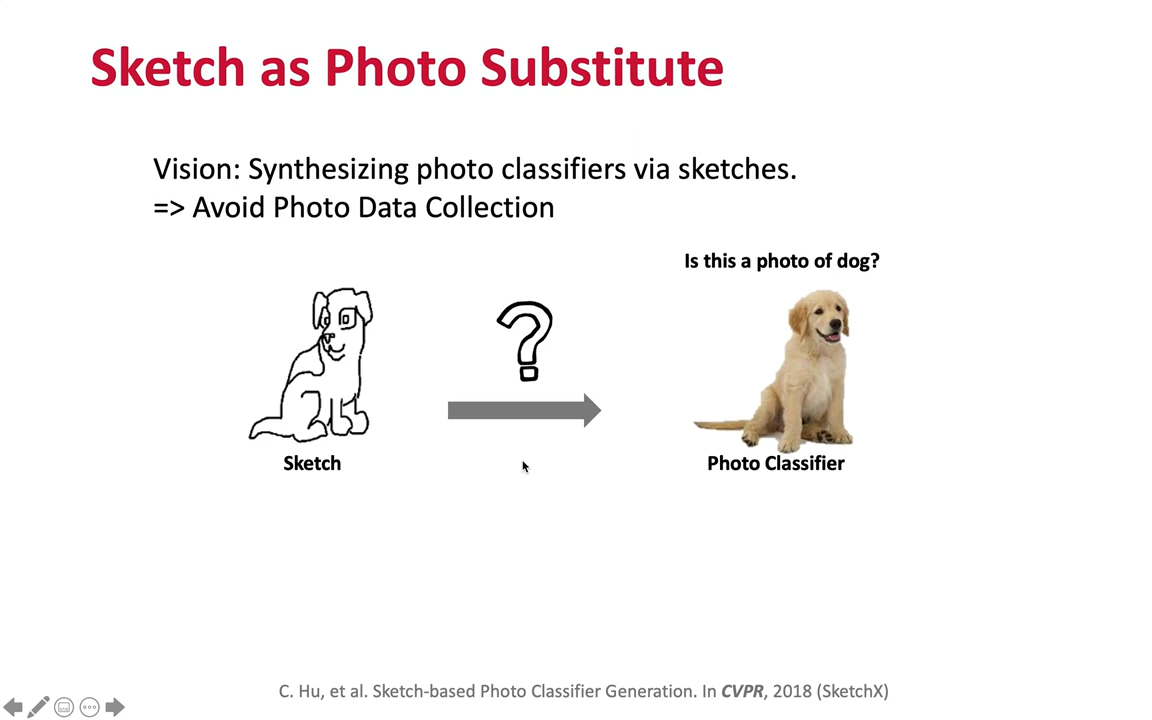 Sketch as Photo Substitute
Vision: Synthesizing photo classifiers via sketches.
=> Avoid Photo Data Collection
Is this a photo of dog?
?
Sketch
Photo Classifier
C. Hu, et al. Sketch-based Photo Classifier Generation. In CVPR, 2018 (SketchX)